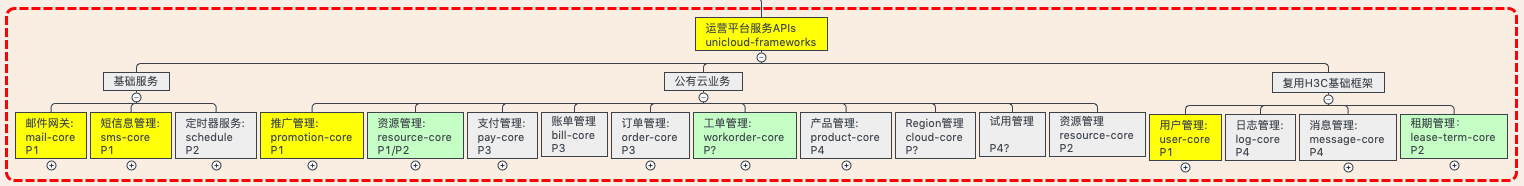 运营平台服务APIs
unicloud-frameworks
基础服务
公有云业务
复用H3C基础框架
邮件网关:
mail-core
P1
短信息管理:
sms-core
P1
定时器服务:
schedule
P2
推广管理:
promotion-core
P1
资源管理:
resource-core
P1/P2
支付管理:
pay-core
P3
账单管理
bill-core
P3
订单管理:
order-core
P3
工单管理:
workorder-core
P?
产品管理:
product-core
P4
Region管理
cloud-core
P?
试用管理
P4?
资源管理
resource-core
P2
用户管理:
user-core
P1
日志管理:
log-core
P4
消息管理:
message-core
P4
租期管理:
lease-term-core
P2